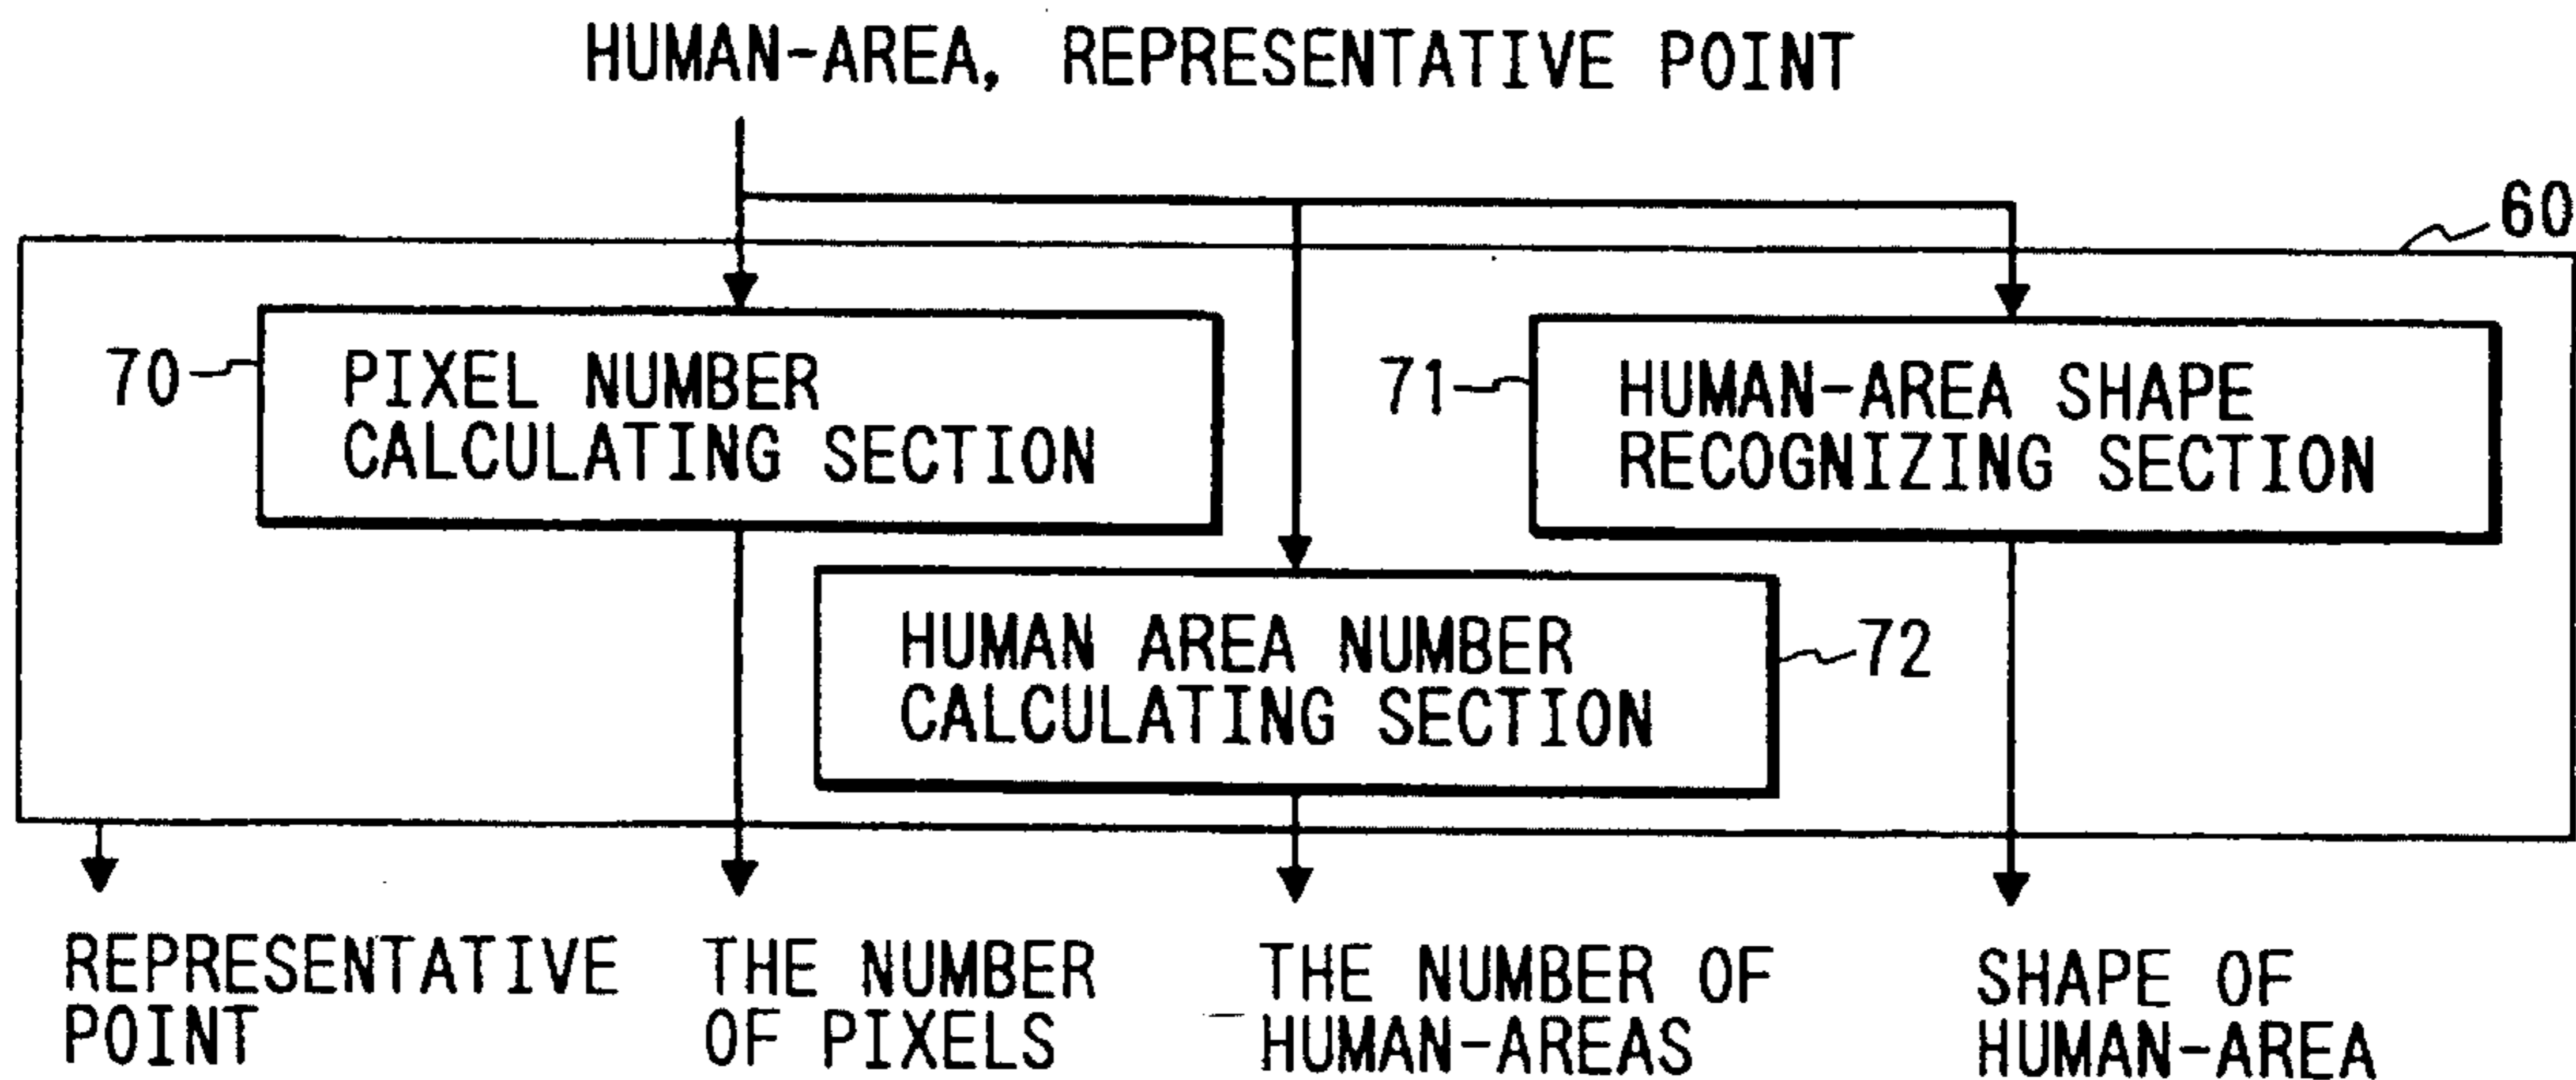 HUMAN-AREA, REPRESENTATIVE POINT
60
70
PIXEL NUMBER
CALCULATING SECTION
71
HUMAN-AREA SHAPE
RECOGNIZING SECTION
HUMAN AREA NUMBER
CALCULATING SECTION
72
REPRESENTATIVE
POINT
THE NUMBER
OF PIXELS
THE NUMBER OF
HUMAN-AREAS
SHAPE OF
HUMAN-AREA